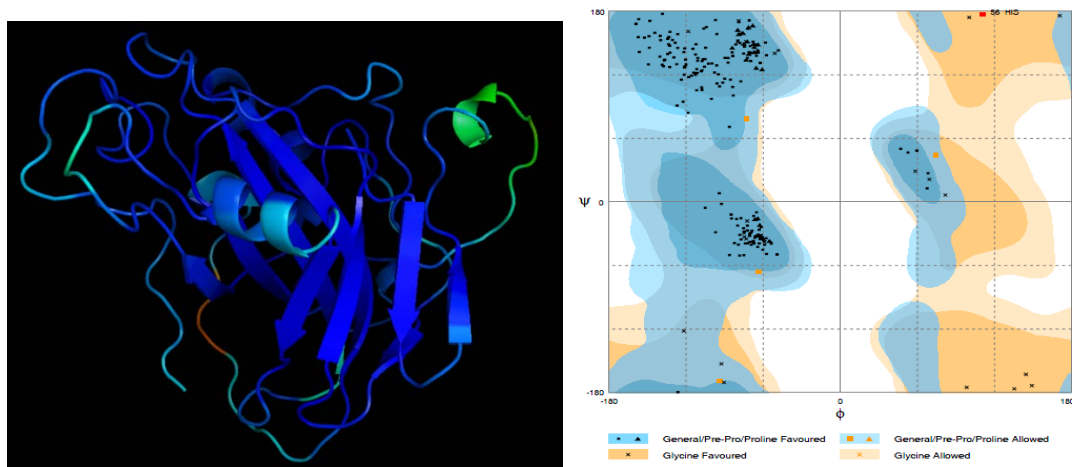 180
56 HIS
Ψ
0
-180
-180
0
180
Φ
General/Pre-Pro/Proline Favoured
General/Pre-Pro/Proline Allowed
Glycine Favoured
Glycine Allowed